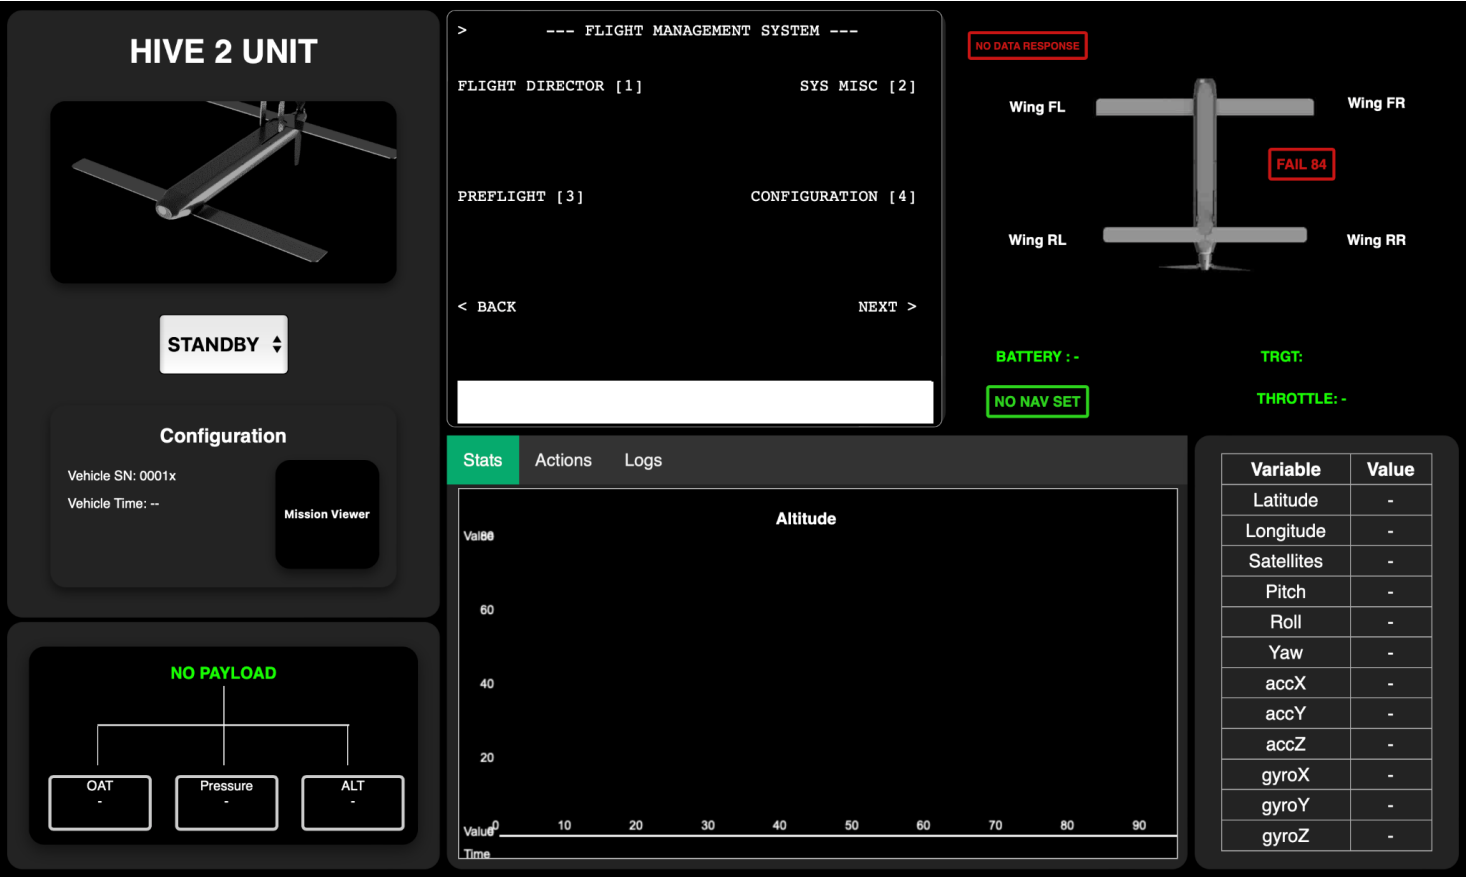 HIVE 2 UNIT
STANDBY
Configuration
Vehicle SN: 0001x
Vehicle Time: --
Mission Viewer
NO PAYLOAD
OAT
-
Pressure
-
ALT
-
> --- FLIGHT MANAGEMENT SYSTEM ---
FLIGHT DIRECTOR [1] SYS MISC [2]
PREFLIGHT [3] CONFIGURATION [4]
< BACK NEXT >
NO DATA RESPONSE
Wing FL Wing FR
FAIL 84
Wing RL Wing RR
BATTERY : - TRGT:
NO NAV SET THROTTLE: -
Stats Actions Logs
Altitude
60
40
20
Value
0 10 20 30 40 50 60 70 80 90
Time
Variable Value
Latitude -
Longitude -
Satellites -
Pitch -
Roll -
Yaw -
accX -
accY -
accZ -
gyroX -
gyroY -
gyroZ -